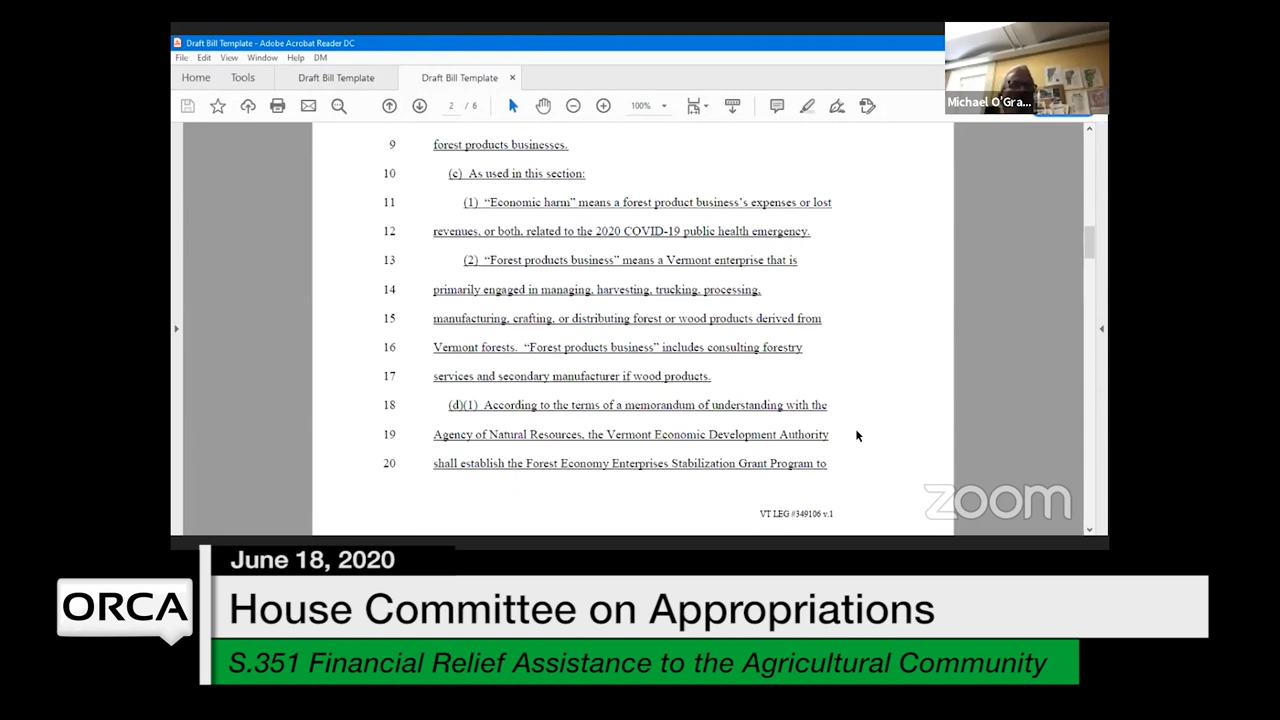 Draft Bill Template - Adobe Acrobat Reader DC
File Edit View Window Help DM
Home Tools Draft Bill Template Draft Bill Template ×
2 / 6 100%
Michael O'Gra...
9 forest products businesses.
10 (c) As used in this section:
11 (1) “Economic harm” means a forest product business’s expenses or lost
12 revenues, or both, related to the 2020 COVID-19 public health emergency.
13 (2) “Forest products business” means a Vermont enterprise that is
14 primarily engaged in managing, harvesting, trucking, processing,
15 manufacturing, crafting, or distributing forest or wood products derived from
16 Vermont forests. “Forest products business” includes consulting forestry
17 services and secondary manufacturer if wood products.
18 (d)(1) According to the terms of a memorandum of understanding with the
19 Agency of Natural Resources, the Vermont Economic Development Authority
20 shall establish the Forest Economy Enterprises Stabilization Grant Program to
VT LEG #349106 v.1
zoom
June 18, 2020
ORCA
House Committee on Appropriations
S.351 Financial Relief Assistance to the Agricultural Community